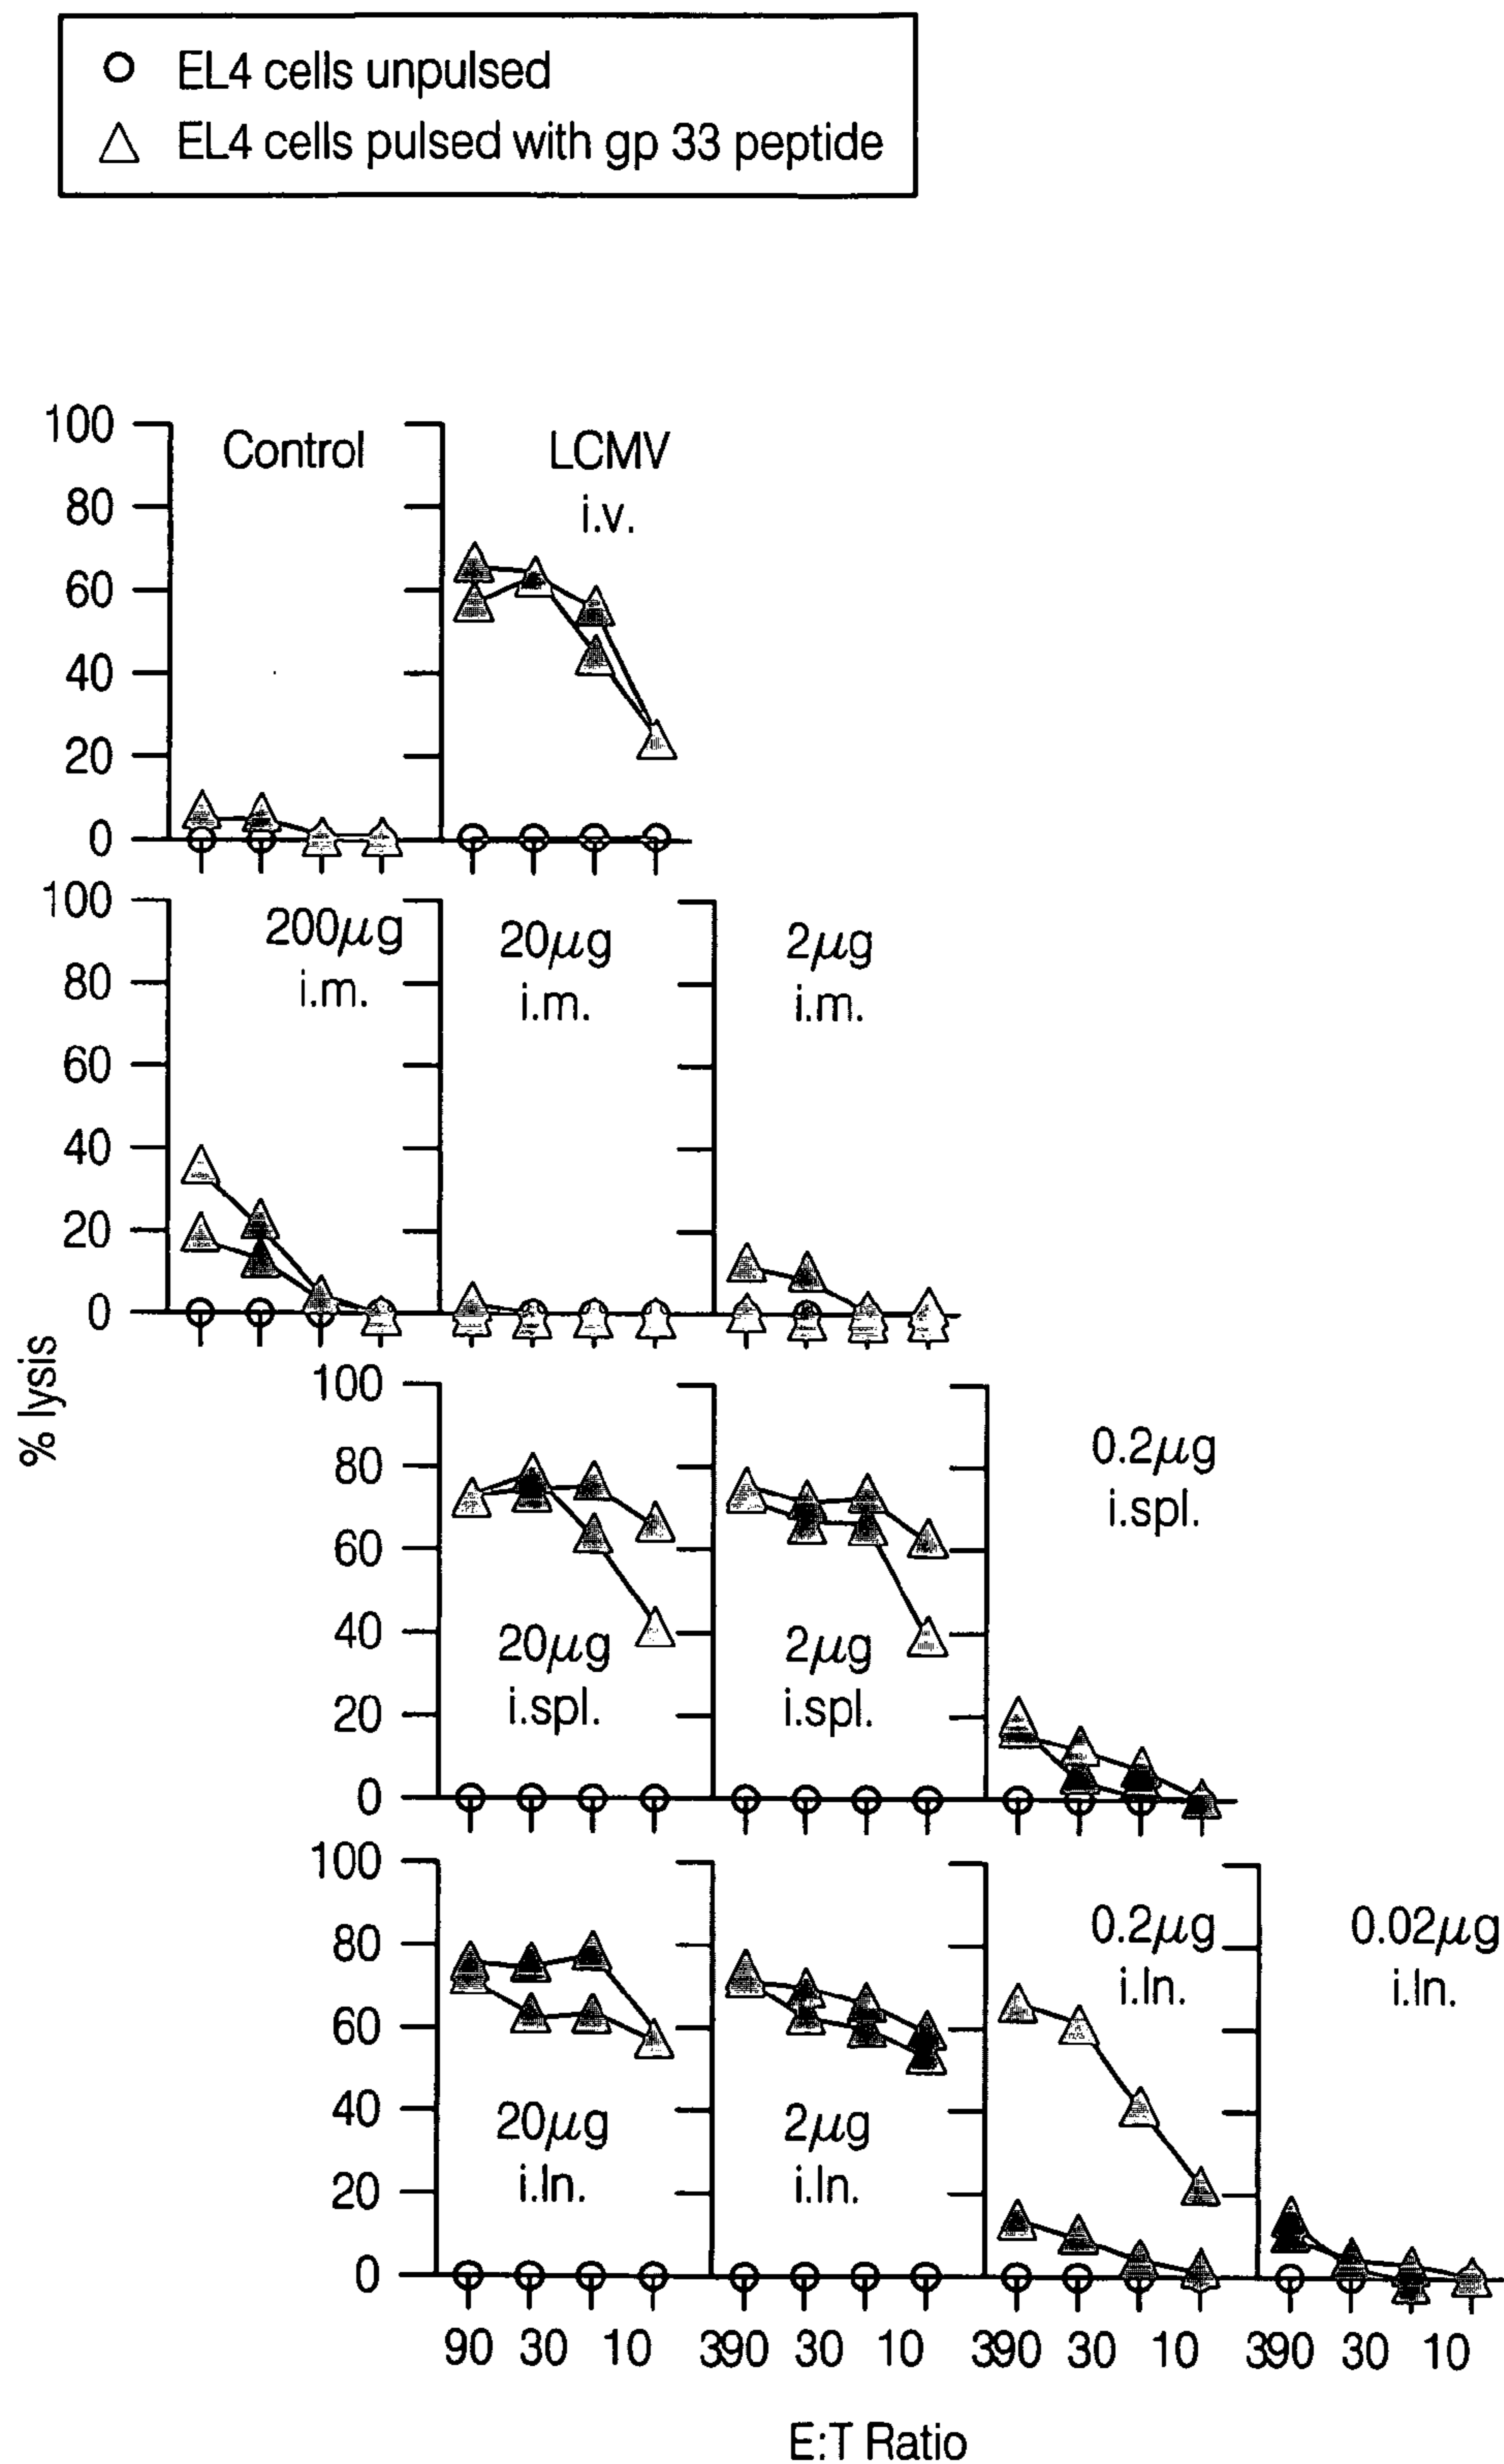 EL4 cells unpulsed
EL4 cells pulsed with gp 33 peptide
100
80
60
40
20
0
Control
LCMV
i.v.
100
80
60
40
20
0
200μg
i.m.
20μg
i.m.
2μg
i.m.
% lysis
100
80
60
40
20
0
20μg
i.spl.
2μg
i.spl.
0.2μg
i.spl.
100
80
60
40
20
0
20μg
i.ln.
2μg
i.ln.
0.2μg
i.ln.
0.02μg
i.ln.
90 30 10 390 30 10 390 30 10 390 30 10
E:T Ratio